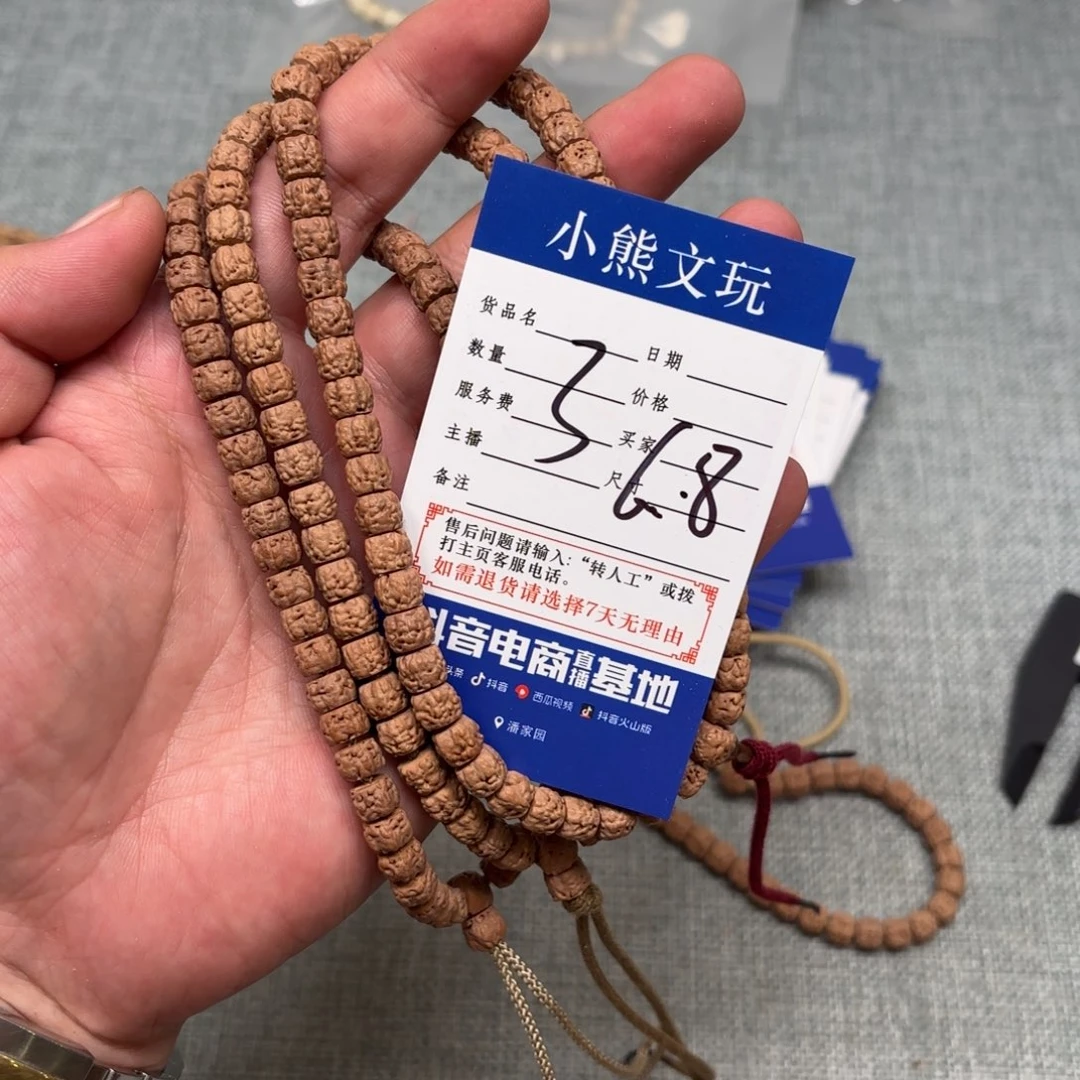 小熊文玩
货品名 日期
数量 价格
服务费 买家
主播 尺寸
备注
3
6.8
售后问题请输入:“转人工”或拨
打主页客服电话。
如需退货请选择7天无理由
抖音电商直播基地
头条 抖音 西瓜视频 抖音火山版
潘家园